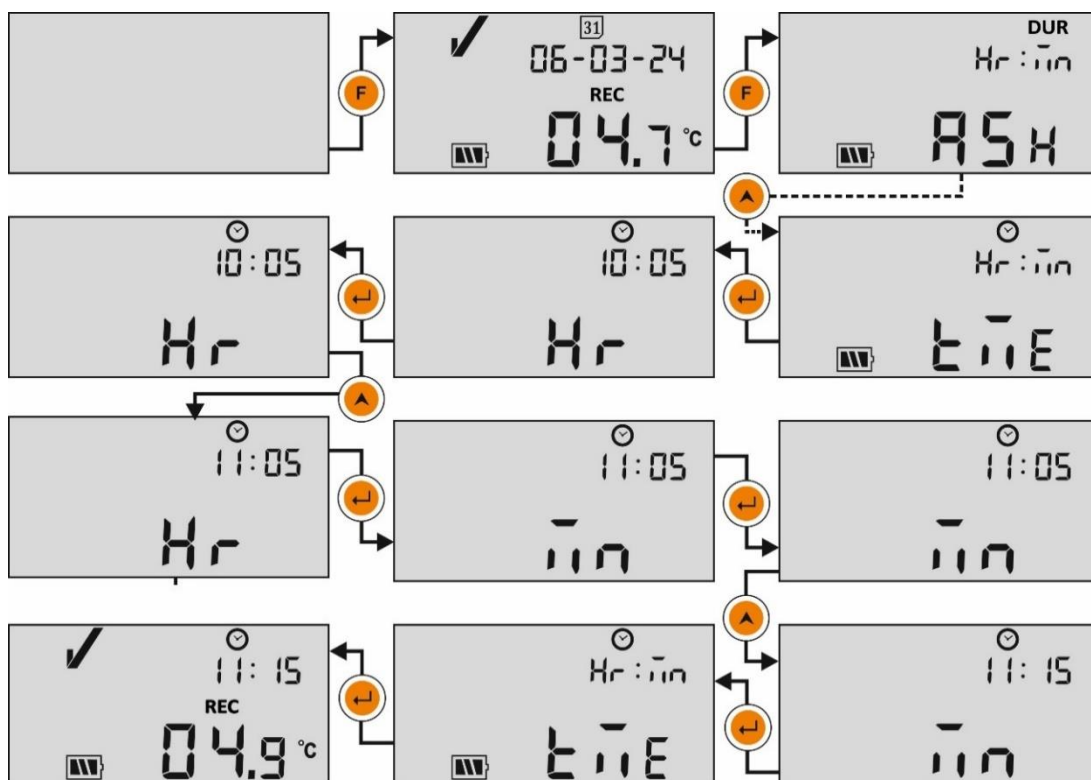 F
31
06-03-24
REC
04.7 °C
F
DUR
Hr:mn
ASH
10:05
Hr
10:05
Hr
Hr:mn
tmE
11:05
Hr
11:05
mn
11:05
mn
11:15
REC
04.9 °C
Hr:mn
tmE
11:15
mn